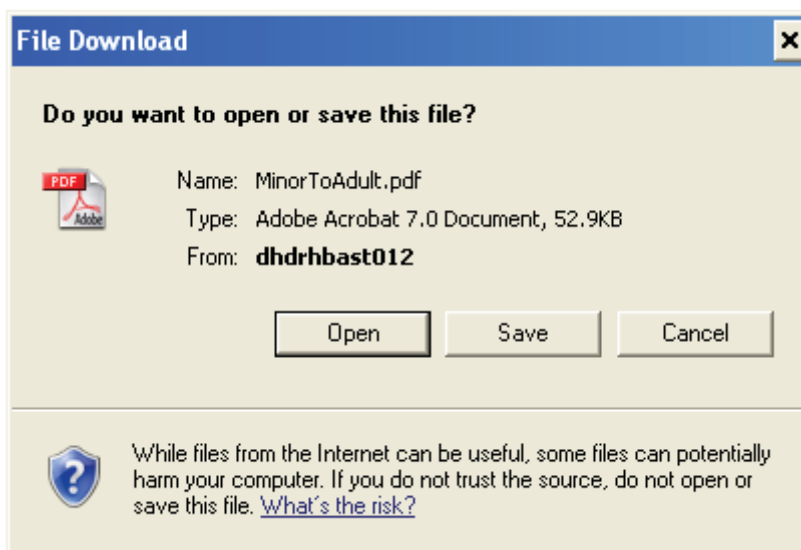 File Download
Do you want to open or save this file?
PDF
Adobe
Name: MinorToAdult.pdf
Type: Adobe Acrobat 7.0 Document, 52.9KB
From: dhdrhbast012
Open Save Cancel
While files from the Internet can be useful, some files can potentially
harm your computer. If you do not trust the source, do not open or
save this file. What's the risk?